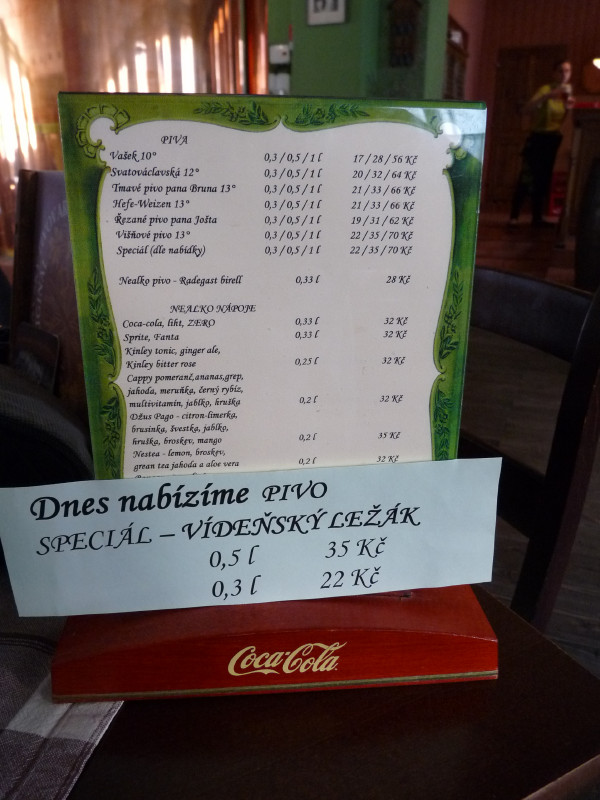 PIVA
Vašek 10° 0,3 / 0,5 / 1 l 17 / 28 / 56 Kč
Svatováclavská 12° 0,3 / 0,5 / 1 l 20 / 32 / 64 Kč
Tmavé pivo pana Bruna 13° 0,3 / 0,5 / 1 l 21 / 33 / 66 Kč
Hefe-Weizen 13° 0,3 / 0,5 / 1 l 21 / 33 / 66 Kč
Řezané pivo pana Jošta 0,3 / 0,5 / 1 l 19 / 31 / 62 Kč
Višňové pivo 13° 0,3 / 0,5 / 1 l 22 / 35 / 70 Kč
Speciál (dle nabídky) 0,3 / 0,5 / 1 l 22 / 35 / 70 Kč
Nealko pivo - Radegast birell 0,33 l 28 Kč
NEALKO NÁPOJE
Coca-cola, liht, ZERO 0,33 l 32 Kč
Sprite, Fanta 0,33 l 32 Kč
Kinley tonic, ginger ale,
Kinley bitter rose 0,25 l 32 Kč
Cappy pomeranč,ananas,grep,
jahoda, meruňka, černý rybíz,
multivitamín, jablko, hruška 0,2 l 32 Kč
Džus Pago - citron-limetka,
brusinka, švestka, jablko,
hruška, broskev, mango 0,2 l 35 Kč
Nestea - lemon, broskev,
grean tea jahoda a aloe vera 0,2 l 32 Kč
Dnes nabízíme PIVO
SPECIÁL – VÍDEŇSKÝ LEŽÁK
0,5 l 35 Kč
0,3 l 22 Kč
Coca-Cola